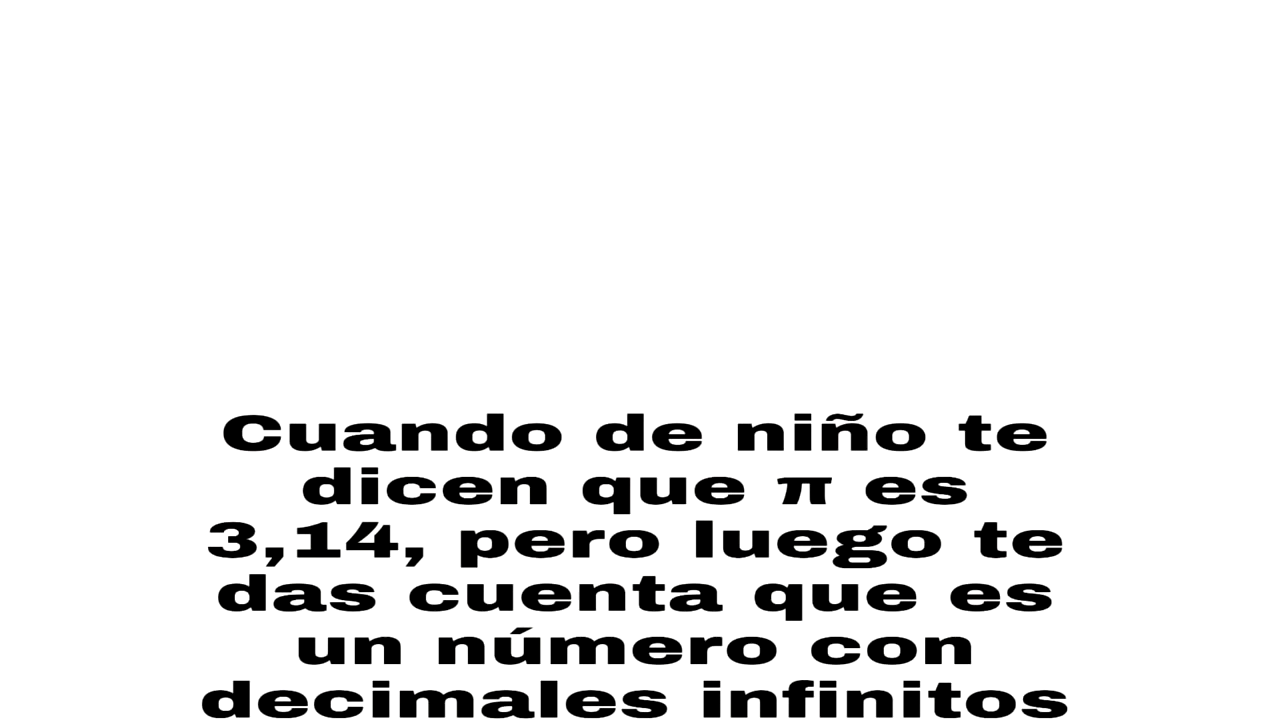 Cuando de niño te
dicen que π es
3,14, pero luego te
das cuenta que es
un número con
decimales infinitos